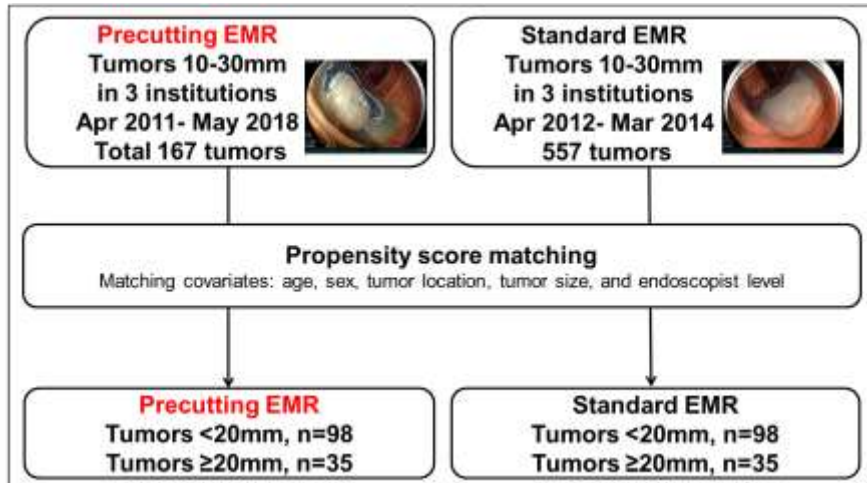 Precutting EMR
Tumors 10-30mm
in 3 institutions
Apr 2011- May 2018
Total 167 tumors
Standard EMR
Tumors 10-30mm
in 3 institutions
Apr 2012- Mar 2014
557 tumors
Propensity score matching
Matching covariates: age, sex, tumor location, tumor size, and endoscopist level
Precutting EMR
Tumors <20mm, n=98
Tumors ≥20mm, n=35
Standard EMR
Tumors <20mm, n=98
Tumors ≥20mm, n=35